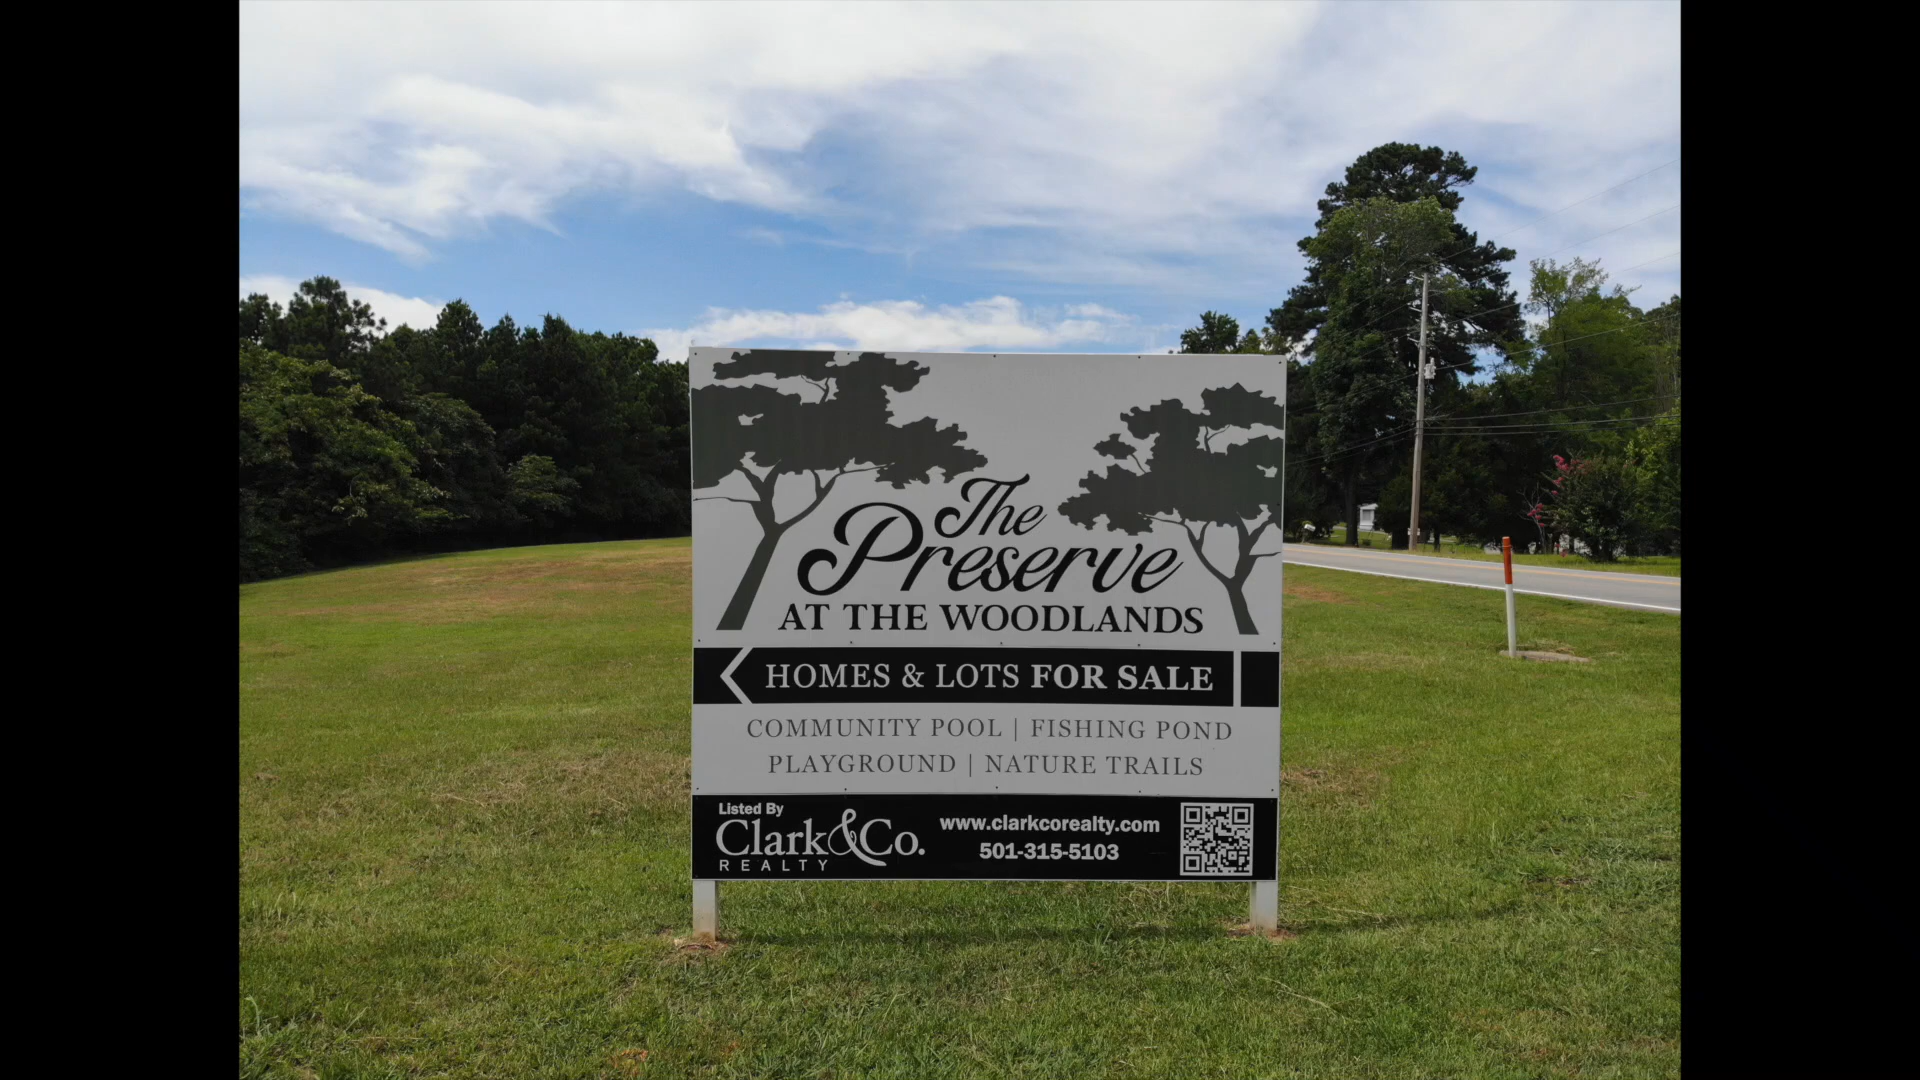 The
Preserve
AT THE WOODLANDS
HOMES & LOTS FOR SALE
COMMUNITY POOL | FISHING POND
PLAYGROUND | NATURE TRAILS
Listed By
Clark & Co.
REALTY
www.clarkcorealty.com
501-315-5103